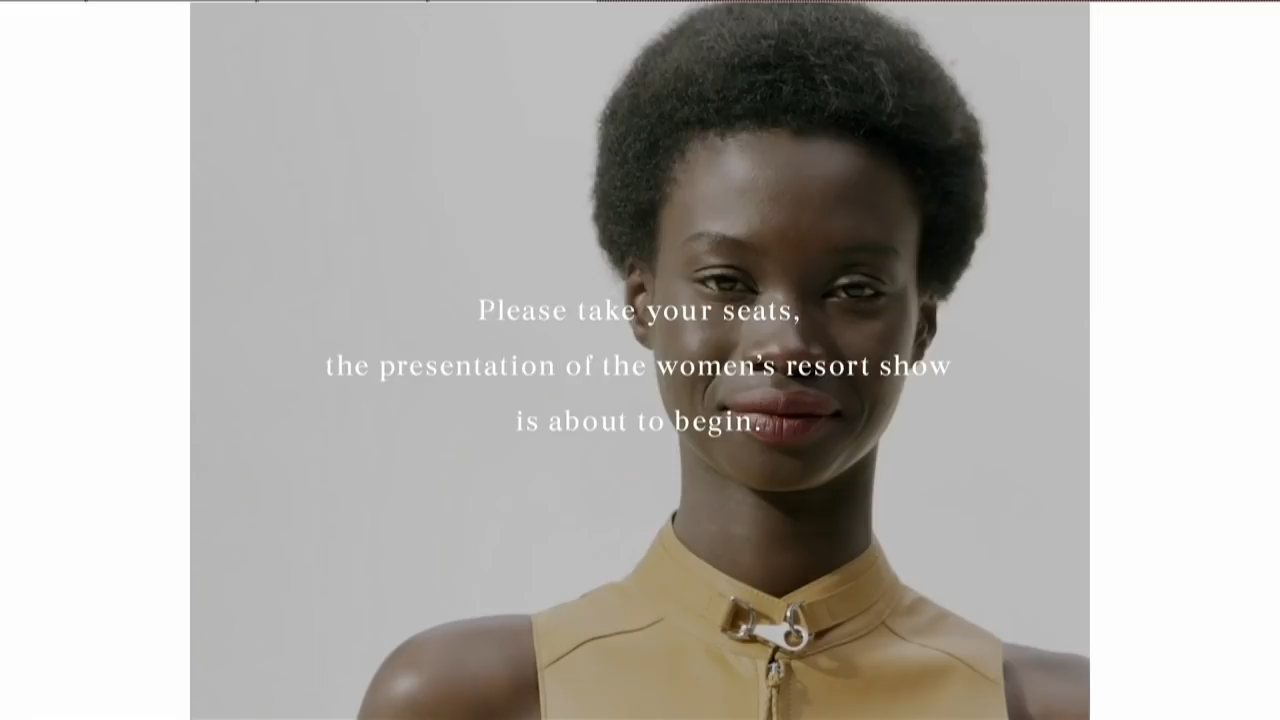 Please take your seats,
the presentation of the women’s resort show
is about to begin.